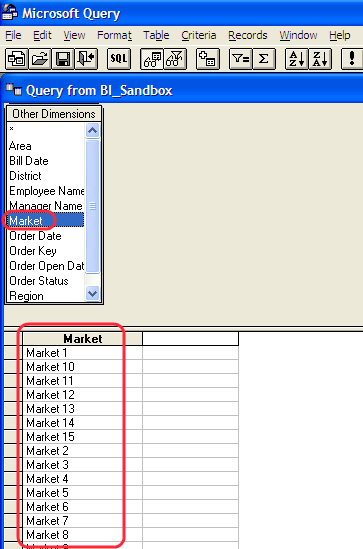 Microsoft Query
File Edit View Format Table Criteria Records Window Help
SQL
Query from BI_Sandbox
Other Dimensions
*
Area
Bill Date
District
Employee Name
Manager Name
Market
Order Date
Order Key
Order Open Dat
Order Status
Region
Market
Market 1
Market 10
Market 11
Market 12
Market 13
Market 14
Market 15
Market 2
Market 3
Market 4
Market 5
Market 6
Market 7
Market 8